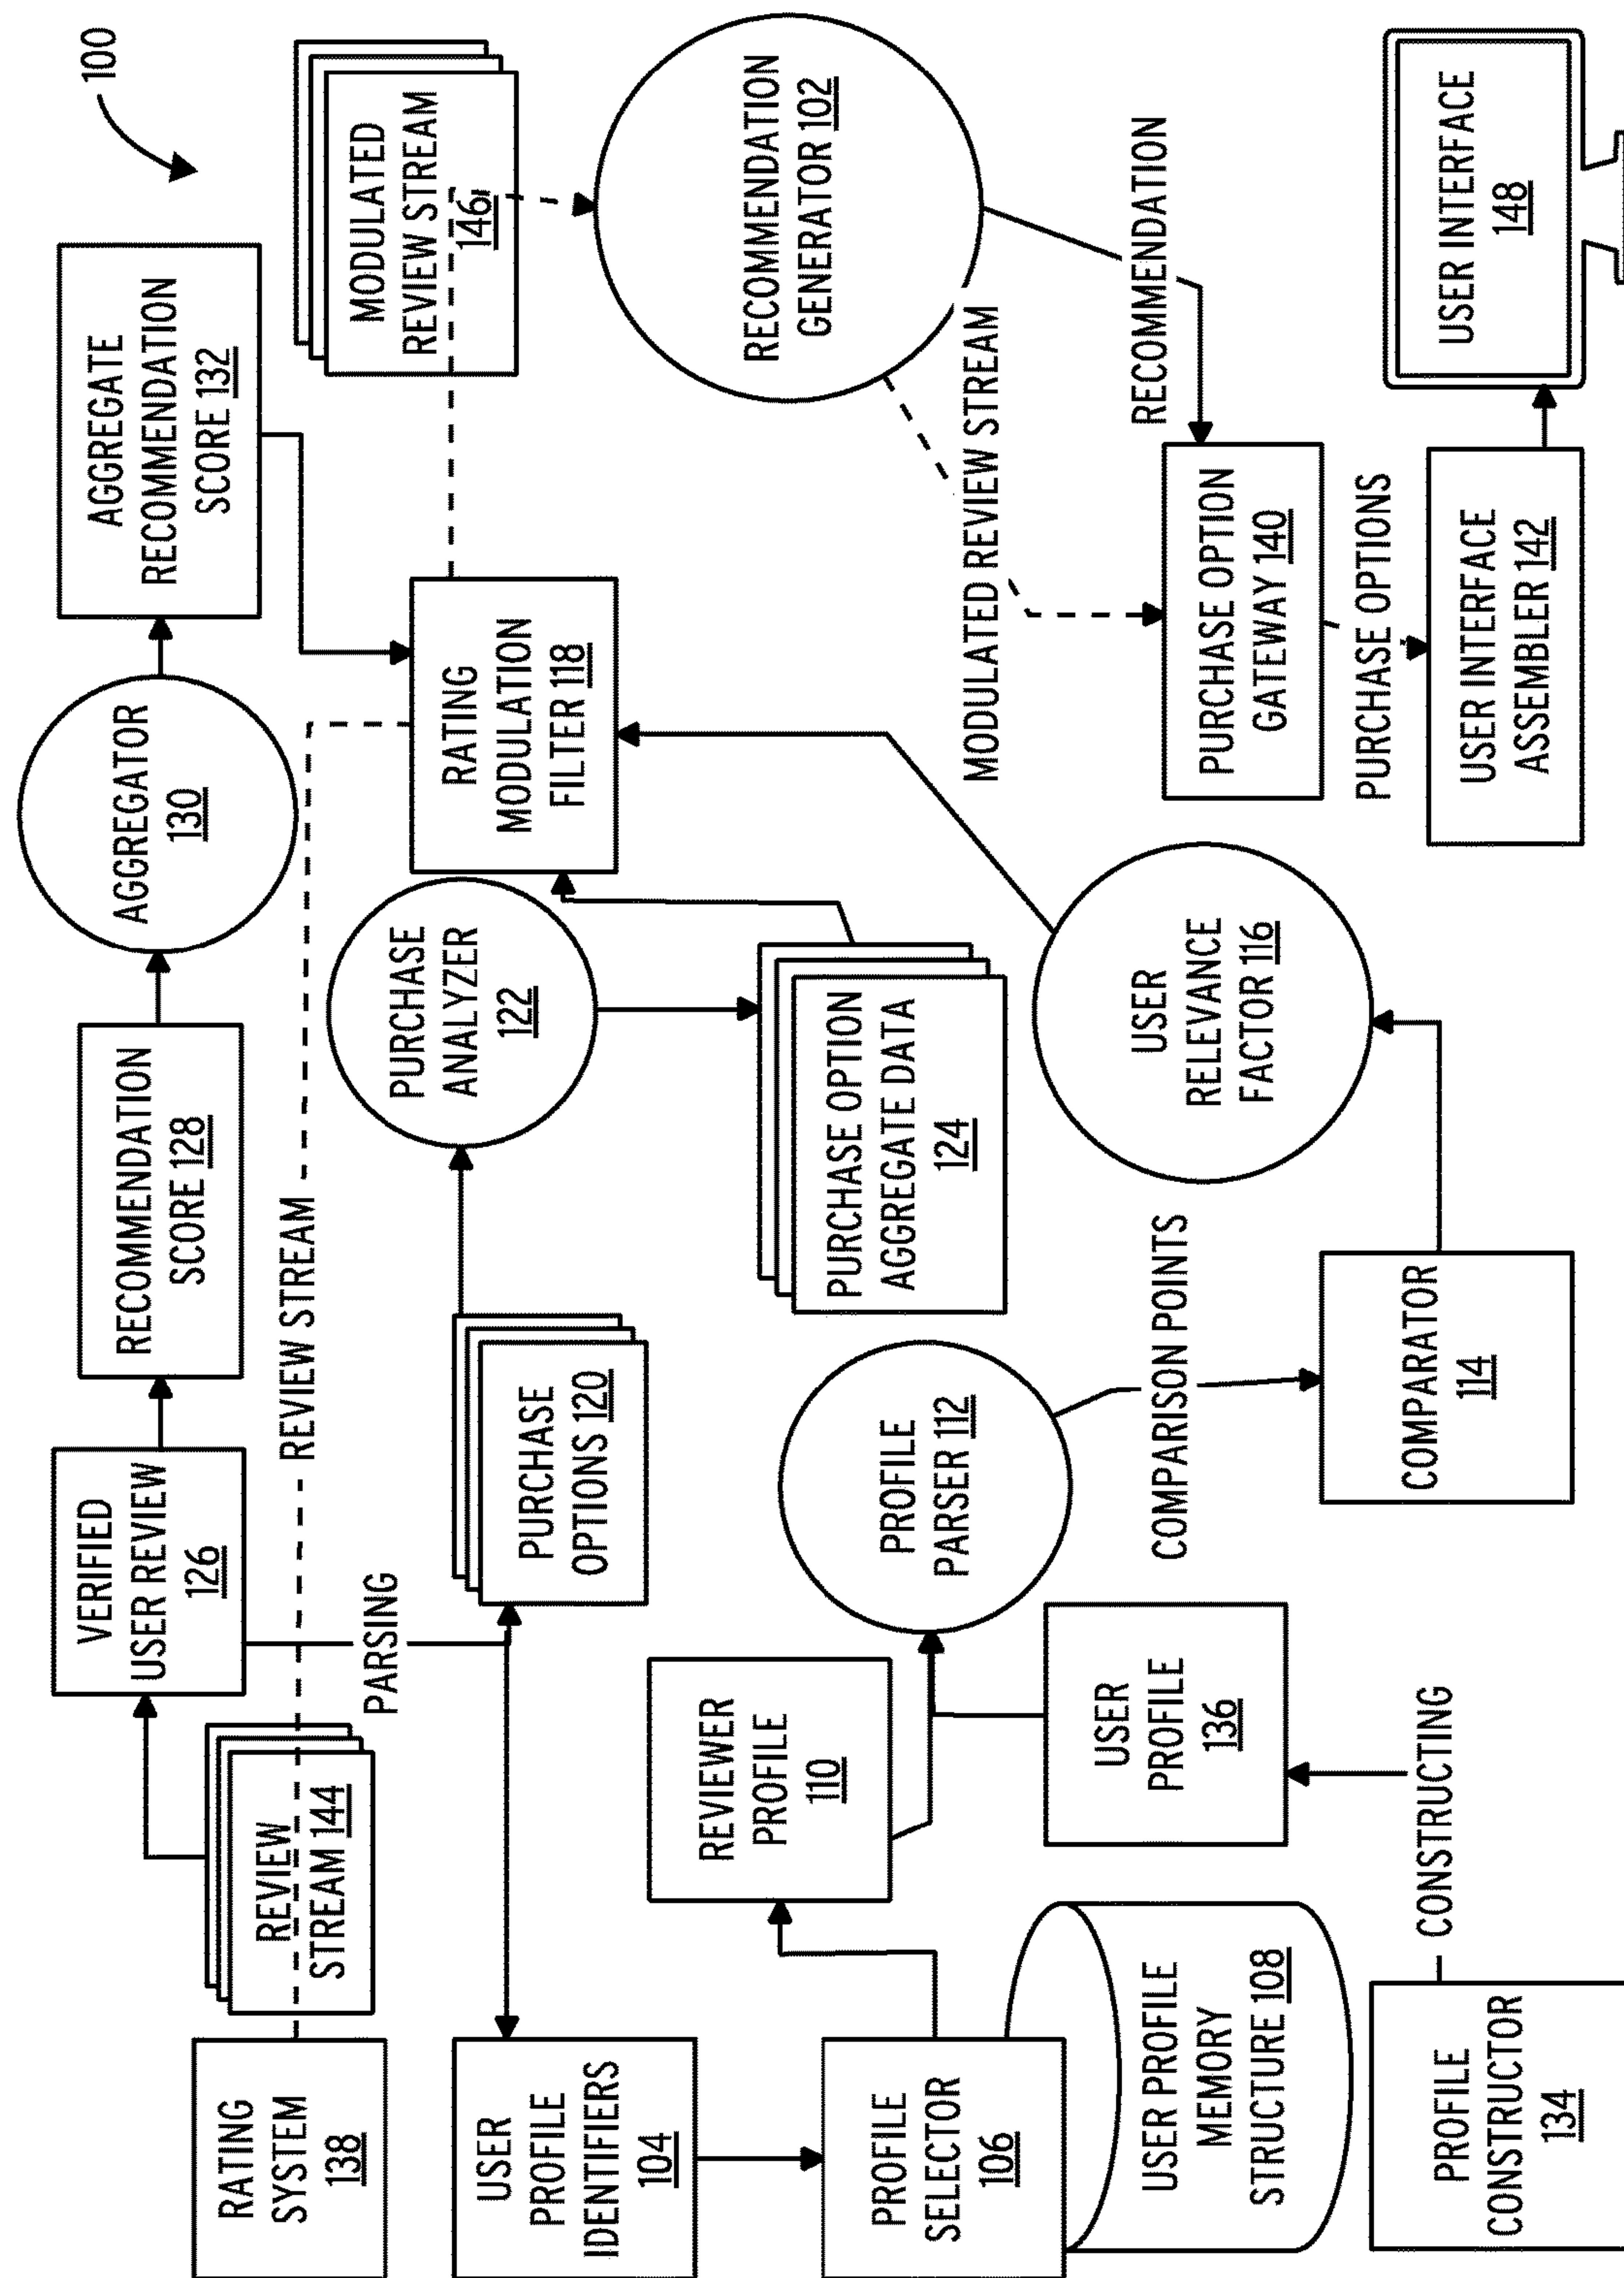 100
RATING
SYSTEM
138
REVIEW
STREAM 144
VERIFIED
USER REVIEW
126
RECOMMENDATION
SCORE 128
AGGREGATOR
130
AGGREGATE
RECOMMENDATION
SCORE 132
REVIEW STREAM
PARSING
MODULATED
REVIEW STREAM
146
USER
PROFILE
IDENTIFIERS
104
PURCHASE
OPTIONS 120
PURCHASE
ANALYZER
122
RATING
MODULATION
FILTER 118
RECOMMENDATION
GENERATOR 102
REVIEWER
PROFILE
110
PURCHASE OPTION
AGGREGATE DATA
124
PROFILE
SELECTOR
106
PROFILE
PARSER 112
MODULATED REVIEW STREAM
USER PROFILE
MEMORY
STRUCTURE 108
USER
PROFILE
136
COMPARISON POINTS
USER
RELEVANCE
FACTOR 116
RECOMMENDATION
PURCHASE OPTION
GATEWAY 140
PROFILE
CONSTRUCTOR
134
CONSTRUCTING
COMPARATOR
114
PURCHASE OPTIONS
USER INTERFACE
ASSEMBLER 142
USER INTERFACE
148